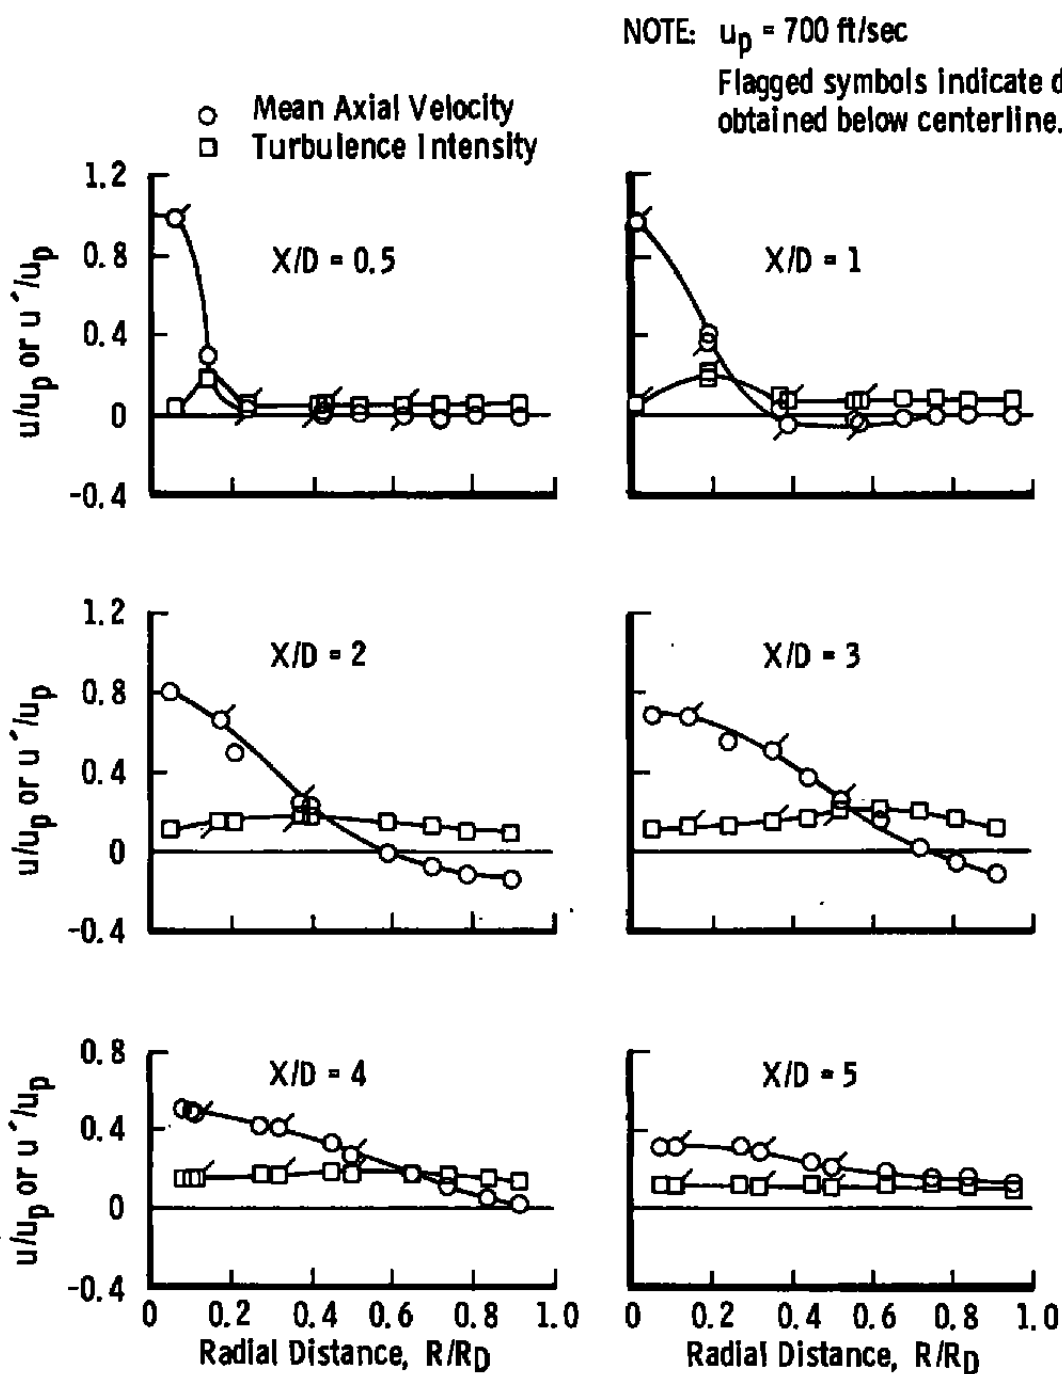 NOTE: u_p = 700 ft/sec
Flagged symbols indicate d
obtained below centerline.
Mean Axial Velocity
Turbulence Intensity
1.2
0.8
0.4
0
-0.4
u/u_p or u´/u_p
X/D = 0.5
X/D = 1
1.2
0.8
0.4
0
-0.4
u/u_p or u´/u_p
X/D = 2
X/D = 3
0.8
0.4
0
-0.4
u/u_p or u´/u_p
X/D = 4
X/D = 5
0 0.2 0.4 0.6 0.8 1.0
0 0.2 0.4 0.6 0.8 1.0
Radial Distance, R/R_D
Radial Distance, R/R_D